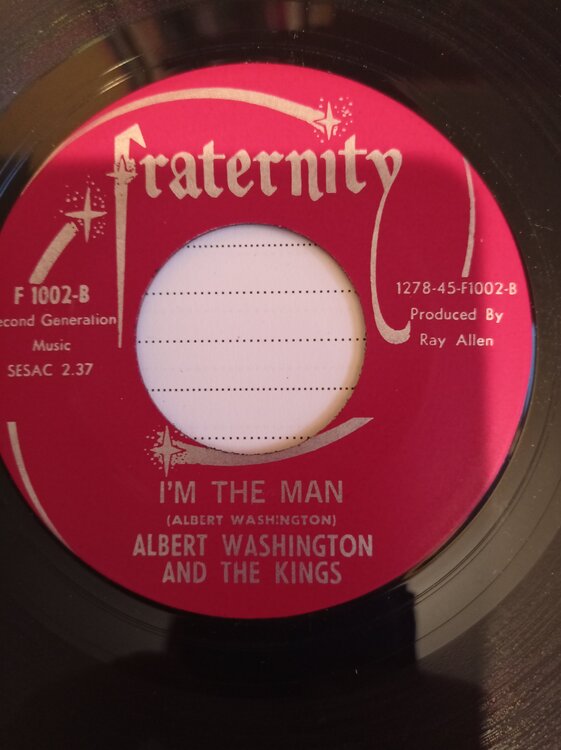 fraternity
F 1002-B
econd Generation
Music
SESAC 2.37
1278-45-F1002-B
Produced By
Ray Allen
I'M THE MAN
(ALBERT WASHINGTON)
ALBERT WASHINGTON
AND THE KINGS